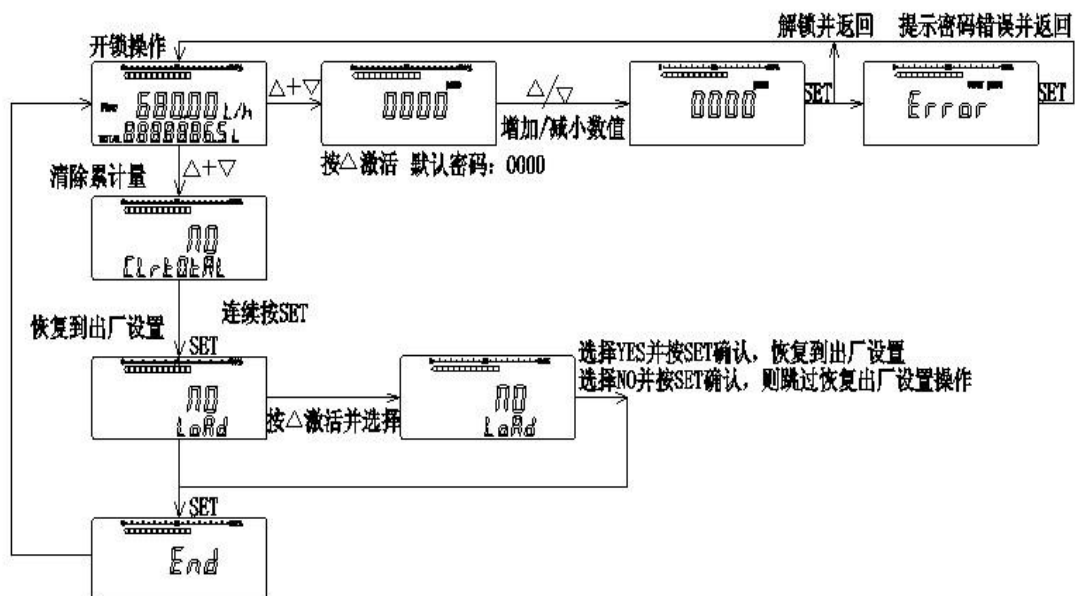 解锁并返回 提示密码错误并返回
开锁操作
680.00 L/h
TOTAL 8888886.5 L
△+▽
0000
△/▽
增加/减小数值
0000
SET
Error
SET
按△激活 默认密码：0000
清除累计量
△+▽
NO
ClrtOtAL
恢复到出厂设置
连续按SET
SET
NO
LoAd
按△激活并选择
NO
LoAd
选择YES并按SET确认，恢复到出厂设置
选择NO并按SET确认，则跳过恢复出厂设置操作
SET
End